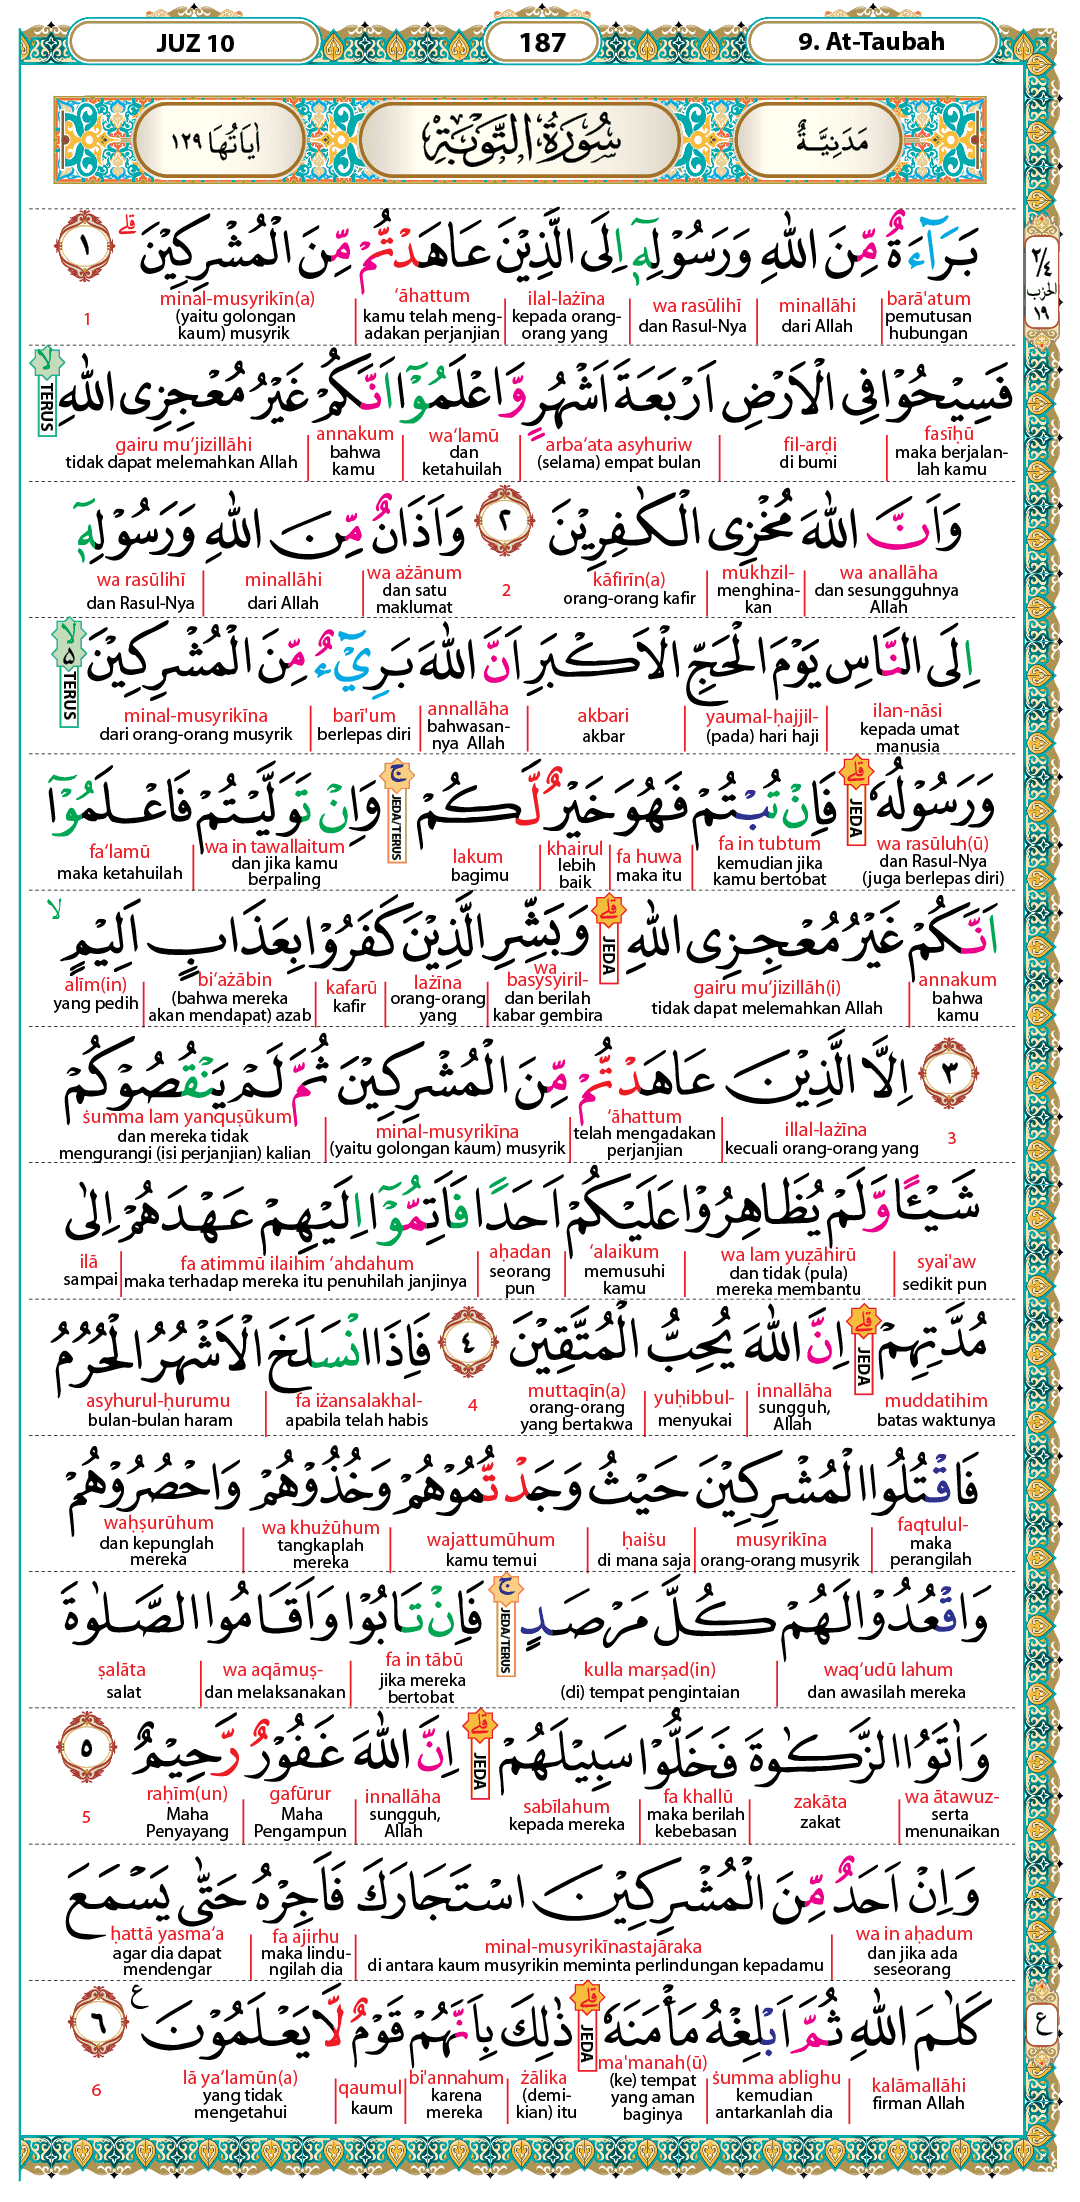 JUZ 10
187
9. At-Taubah
مَدَنِيَّةٌ
سُوْرَةُ التَّوْبَةِ
اٰيَاتُهَا ١٢٩
٢/٤
الحزب
١٩
بَرَاۤءَةٌ مِّنَ اللّٰهِ وَرَسُوْلِهٖٓ اِلَى الَّذِيْنَ عَاهَدْتُّمْ مِّنَ الْمُشْرِكِيْنَ ۗ ١
barā'atum minallāhi wa rasūlihī ilal-lażīna ‘āhattum minal-musyrikīn(a)
pemutusan hubungan dari Allah dan Rasul-Nya kepada orang-orang yang kamu telah meng-adakan perjanjian (yaitu golongan kaum) musyrik 1
فَسِيْحُوْا فِى الْاَرْضِ اَرْبَعَةَ اَشْهُرٍ وَّاعْلَمُوْٓا اَنَّكُمْ غَيْرُ مُعْجِزِى اللّٰهِ ۙ TERUS
fasīḥū fil-arḍi arba‘ata asyhuriw wa‘lamū annakum gairu mu‘jizillāhi
maka berjalan-lah kamu di bumi (selama) empat bulan dan ketahuilah bahwa kamu tidak dapat melemahkan Allah
وَاَنَّ اللّٰهَ مُخْزِى الْكٰفِرِيْنَ ٢ وَاَذَانٌ مِّنَ اللّٰهِ وَرَسُوْلِهٖٓ
wa anallāha mukhzil- kāfirīn(a) wa ażānum minallāhi wa rasūlihī
dan sesungguhnya Allah menghina-kan orang-orang kafir 2 dan satu maklumat dari Allah dan Rasul-Nya
اِلَى النَّاسِ يَوْمَ الْحَجِّ الْاَكْبَرِ اَنَّ اللّٰهَ بَرِيْۤءٌ مِّنَ الْمُشْرِكِيْنَ ۙ ٥ TERUS
ilan-nāsi yaumal-ḥajjil- akbari annallāha barī'um minal-musyrikīna
kepada umat manusia (pada) hari haji akbar bahwasan-nya Allah berlepas diri dari orang-orang musyrik
وَرَسُوْلُهٗ ۗ JEDA فَاِنْ تُبْتُمْ فَهُوَ خَيْرٌ لَّكُمْ ۚ JEDA/TERUS وَاِنْ تَوَلَّيْتُمْ فَاعْلَمُوْٓا
wa rasūluh(ū) fa in tubtum fa huwa khairul lakum wa in tawallaitum fa‘lamū
dan Rasul-Nya (juga berlepas diri) kemudian jika kamu bertobat maka itu lebih baik bagimu dan jika kamu berpaling maka ketahuilah
اَنَّكُمْ غَيْرُ مُعْجِزِى اللّٰهِ ۗ JEDA وَبَشِّرِ الَّذِيْنَ كَفَرُوْا بِعَذَابٍ اَلِيْمٍ ۙ
annakum gairu mu‘jizillāh(i) wa basysyiril- lażīna kafarū bi‘ażābin alīm(in)
bahwa kamu tidak dapat melemahkan Allah dan berilah kabar gembira orang-orang yang kafir (bahwa mereka akan mendapat) azab yang pedih
٣ اِلَّا الَّذِيْنَ عَاهَدْتُّمْ مِّنَ الْمُشْرِكِيْنَ ثُمَّ لَمْ يَنْقُصُوْكُمْ
illal-lażīna ‘āhattum minal-musyrikīna ṡumma lam yanquṣūkum
3 kecuali orang-orang yang telah mengadakan perjanjian (yaitu golongan kaum) musyrik dan mereka tidak mengurangi (isi perjanjian) kalian
شَيْـًٔا وَّلَمْ يُظَاهِرُوْا عَلَيْكُمْ اَحَدًا فَاَتِمُّوْٓا اِلَيْهِمْ عَهْدَهُمْ اِلٰى
syai'aw wa lam yuẓāhirū ‘alaikum aḥadan fa atimmū ilaihim ‘ahdahum ilā
sedikit pun dan tidak (pula) mereka membantu memusuhi kamu seorang pun maka terhadap mereka itu penuhilah janjinya sampai
مُدَّتِهِمْ ۗ JEDA اِنَّ اللّٰهَ يُحِبُّ الْمُتَّقِيْنَ ٤ فَاِذَا انْسَلَخَ الْاَشْهُرُ الْحُرُمُ
muddatihim innallāha yuḥibbul- muttaqīn(a) fa iżansalakhal- asyhurul-ḥurumu
batas waktunya sungguh, Allah menyukai orang-orang yang bertakwa 4 apabila telah habis bulan-bulan haram
فَاقْتُلُوا الْمُشْرِكِيْنَ حَيْثُ وَجَدْتُّمُوْهُمْ وَخُذُوْهُمْ وَاحْصُرُوْهُمْ
faqtulul- musyrikīna ḥaiṡu wajattumūhum wa khużūhum waḥṣurūhum
maka perangilah orang-orang musyrik di mana saja kamu temui tangkaplah mereka dan kepunglah mereka
وَاقْعُدُوْا لَهُمْ كُلَّ مَرْصَدٍ ۚ JEDA/TERUS فَاِنْ تَابُوْا وَاَقَامُوا الصَّلٰوةَ
waq‘udū lahum kulla marṣad(in) fa in tābū wa aqāmuṣ- ṣalāta
dan awasilah mereka (di) tempat pengintaian jika mereka bertobat dan melaksanakan salat
وَاٰتَوُا الزَّكٰوةَ فَخَلُّوْا سَبِيْلَهُمْ ۗ JEDA اِنَّ اللّٰهَ غَفُوْرٌ رَّحِيْمٌ ٥
wa ātawuz- zakāta fa khallū sabīlahum innallāha gafūrur raḥīm(un)
serta menunaikan zakat maka berilah kebebasan kepada mereka sungguh, Allah Maha Pengampun Maha Penyayang 5
وَاِنْ اَحَدٌ مِّنَ الْمُشْرِكِيْنَ اسْتَجَارَكَ فَاَجِرْهُ حَتّٰى يَسْمَعَ
wa in aḥadum minal-musyrikīnastajāraka fa ajirhu ḥattā yasma‘a
dan jika ada seseorang di antara kaum musyrikin meminta perlindungan kepadamu maka lindu-ngilah dia agar dia dapat mendengar
كَلٰمَ اللّٰهِ ثُمَّ اَبْلِغْهُ مَأْمَنَهٗ ۗ JEDA ذٰلِكَ بِاَنَّهُمْ قَوْمٌ لَّا يَعْلَمُوْنَ ࣖ ٦
ع
kalāmallāhi ṡumma ablighu ma'manah(ū) żālika bi'annahum qaumul lā ya‘lamūn(a)
firman Allah kemudian antarkanlah dia (ke) tempat yang aman baginya (demi-kian) itu karena mereka kaum yang tidak mengetahui 6